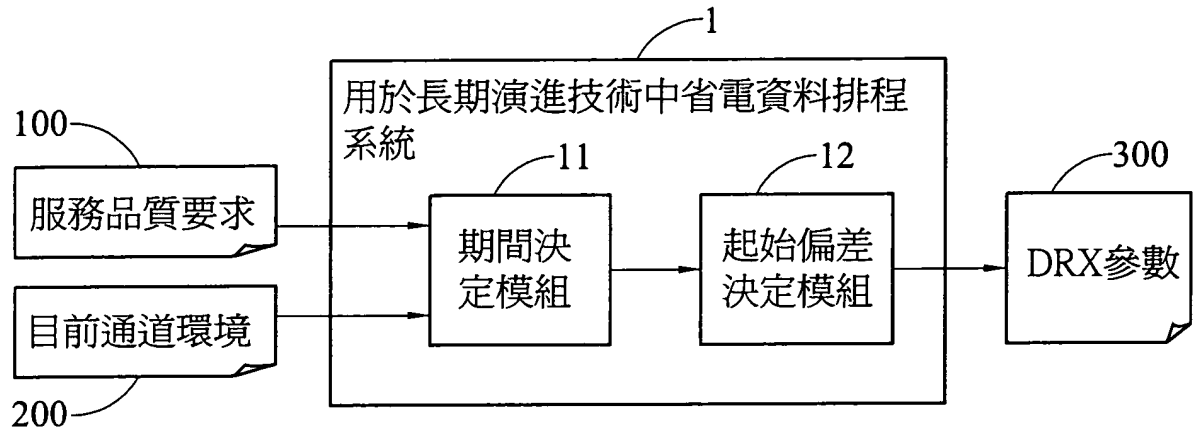 1
用於長期演進技術中省電資料排程
系統
100
服務品質要求
11
期間決
定模組
12
起始偏差
決定模組
300
DRX參數
目前通道環境
200